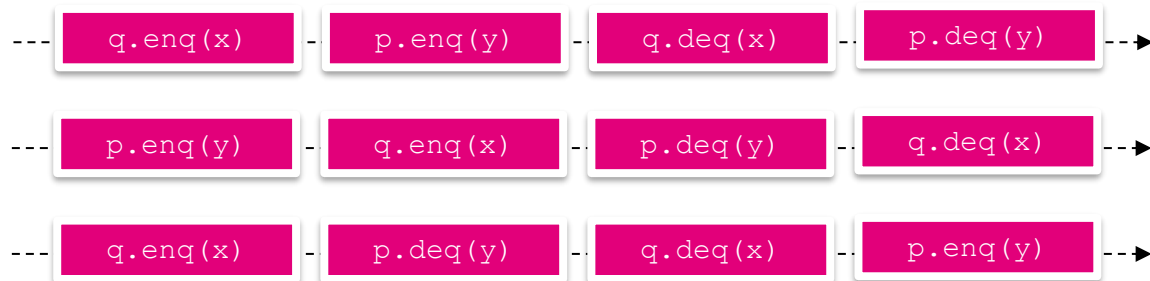 q.enq(x) p.enq(y) q.deq(x) p.deq(y)
p.enq(y) q.enq(x) p.deq(y) q.deq(x)
q.enq(x) p.deq(y) q.deq(x) p.enq(y)